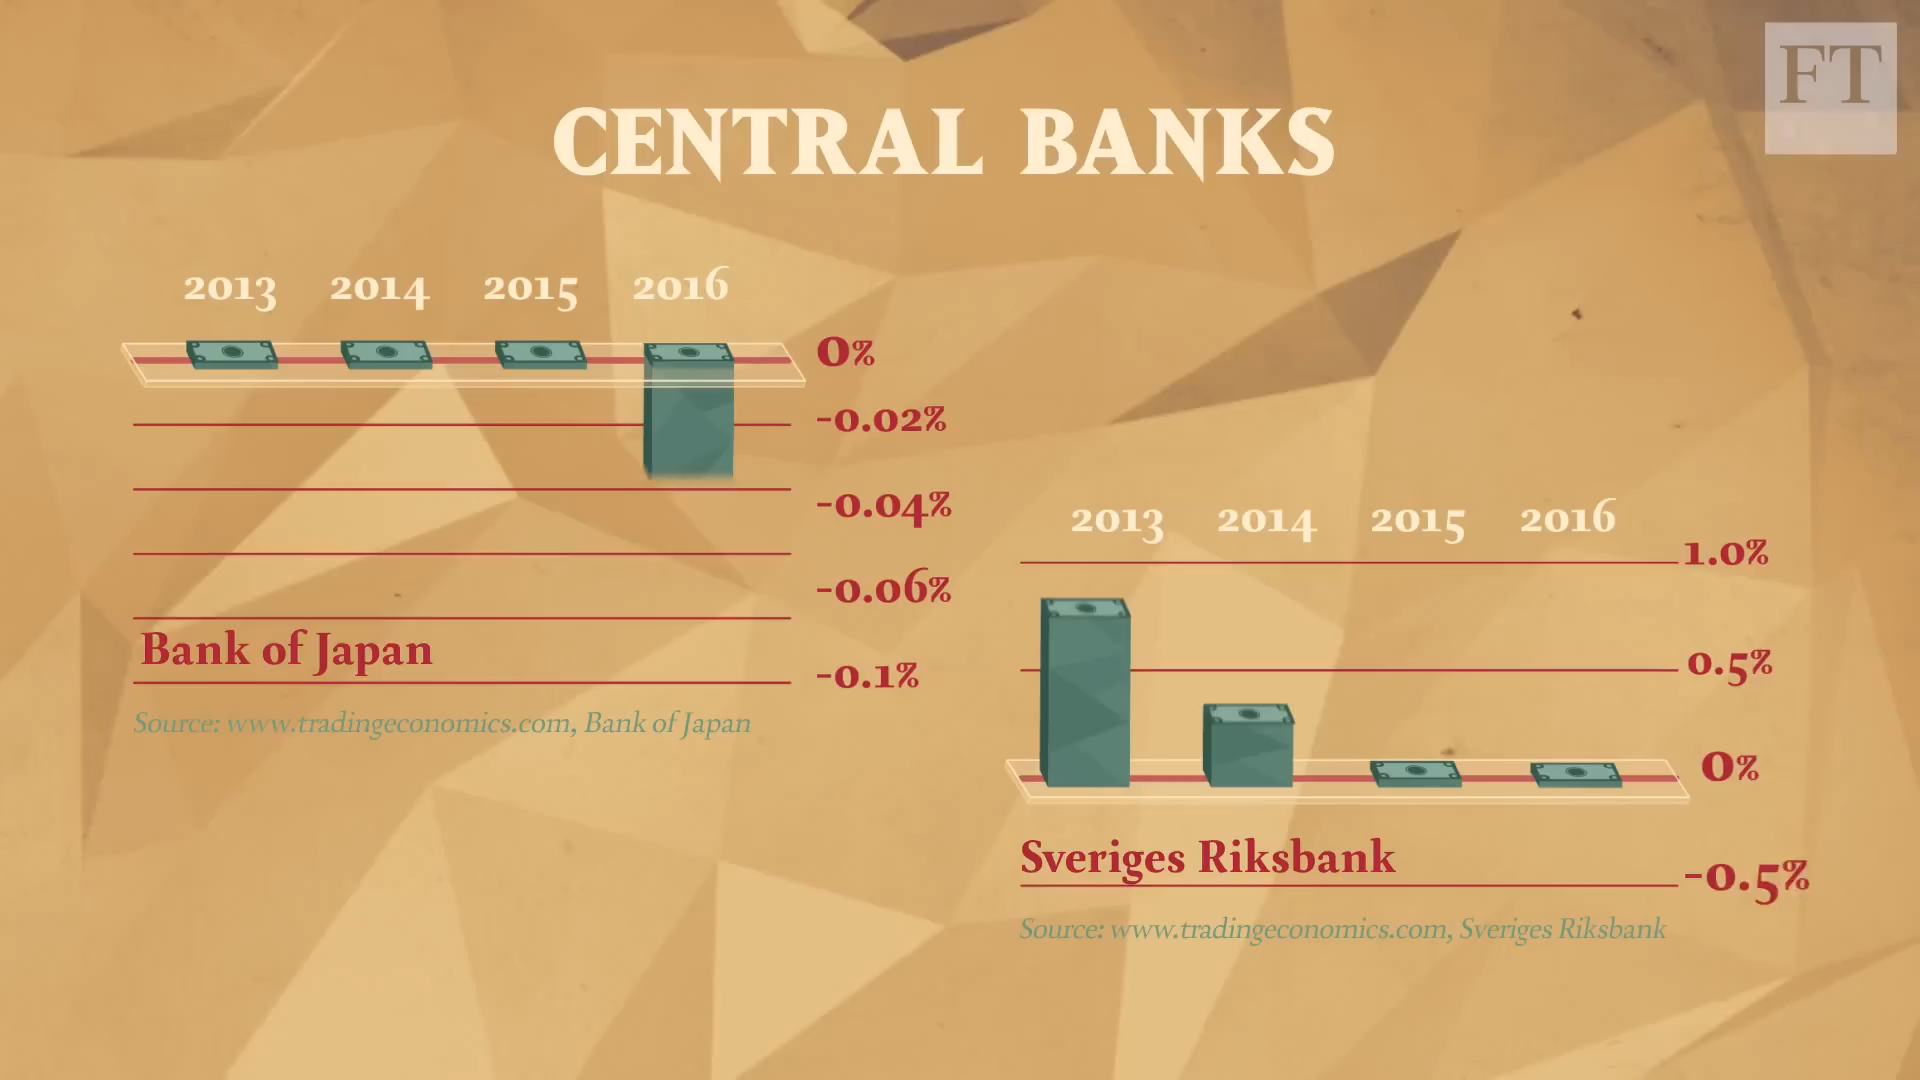 FT
CENTRAL BANKS
2013 2014 2015 2016
0%
-0.02%
-0.04%
-0.06%
Bank of Japan
-0.1%
Source: www.tradingeconomics.com, Bank of Japan
2013 2014 2015 2016
1.0%
0.5%
0%
Sveriges Riksbank
-0.5%
Source: www.tradingeconomics.com, Sveriges Riksbank